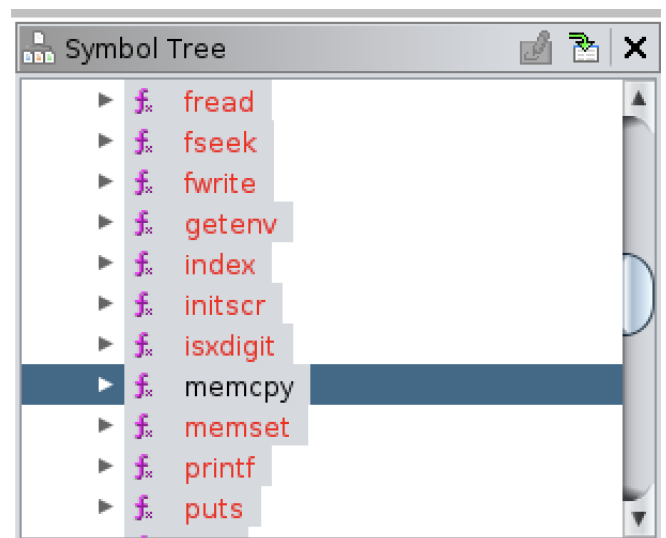 Symbol Tree
fread
fseek
fwrite
getenv
index
initscr
isxdigit
memcpy
memset
printf
puts